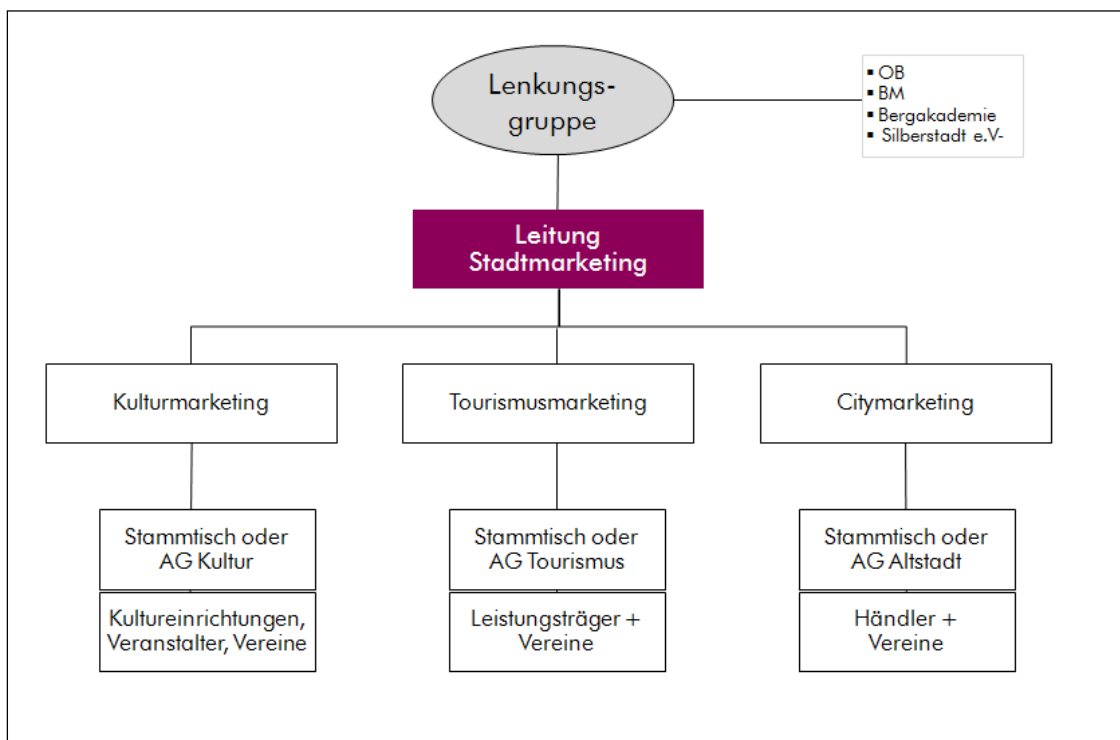 Lenkungs-
gruppe
▪ OB
▪ BM
▪ Bergakademie
▪ Silberstadt e.V-
Leitung
Stadtmarketing
Kulturmarketing
Tourismusmarketing
Citymarketing
Stammtisch oder
AG Kultur
Stammtisch oder
AG Tourismus
Stammtisch oder
AG Altstadt
Kultureinrichtungen,
Veranstalter, Vereine
Leistungsträger +
Vereine
Händler +
Vereine